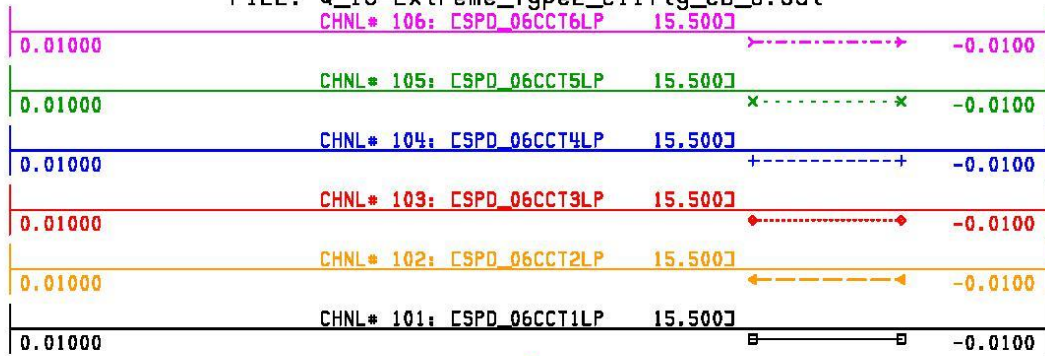 CHNL# 106: [SPD_06CCT6LP 15.500]
0.01000 -0.0100
CHNL# 105: [SPD_06CCT5LP 15.500]
0.01000 -0.0100
CHNL# 104: [SPD_06CCT4LP 15.500]
0.01000 -0.0100
CHNL# 103: [SPD_06CCT3LP 15.500]
0.01000 -0.0100
CHNL# 102: [SPD_06CCT2LP 15.500]
0.01000 -0.0100
CHNL# 101: [SPD_06CCT1LP 15.500]
0.01000 -0.0100